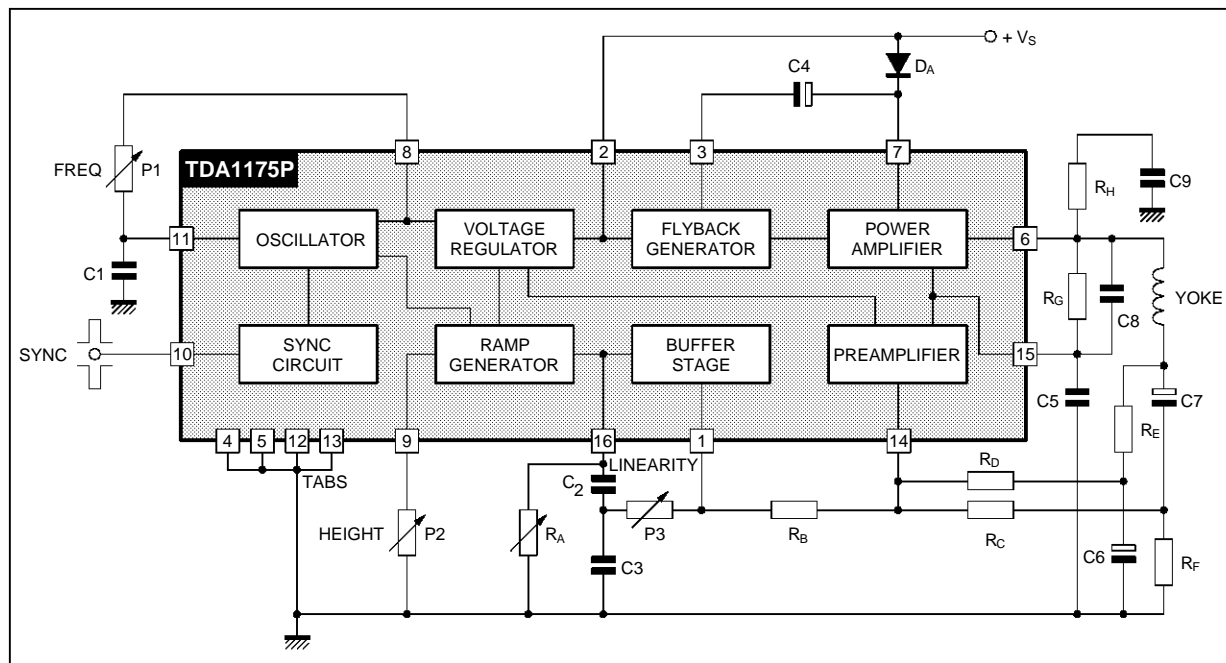 + VS
C4
DA
FREQ
P1
TDA1175P
8
2
3
7
RH
C9
11
OSCILLATOR
VOLTAGE
REGULATOR
FLYBACK
GENERATOR
POWER
AMPLIFIER
6
C1
RG
C8
YOKE
SYNC
10
SYNC
CIRCUIT
RAMP
GENERATOR
BUFFER
STAGE
PREAMPLIFIER
15
C5
C7
4
5
12
13
9
16
1
14
RE
TABS
LINEARITY
C2
RD
HEIGHT
P2
RA
P3
RB
RC
C3
C6
RF